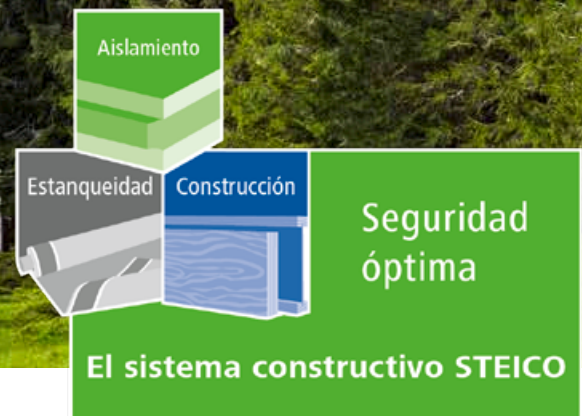 Aislamiento
Estanqueidad
Construcción
Seguridad
óptima
El sistema constructivo STEICO